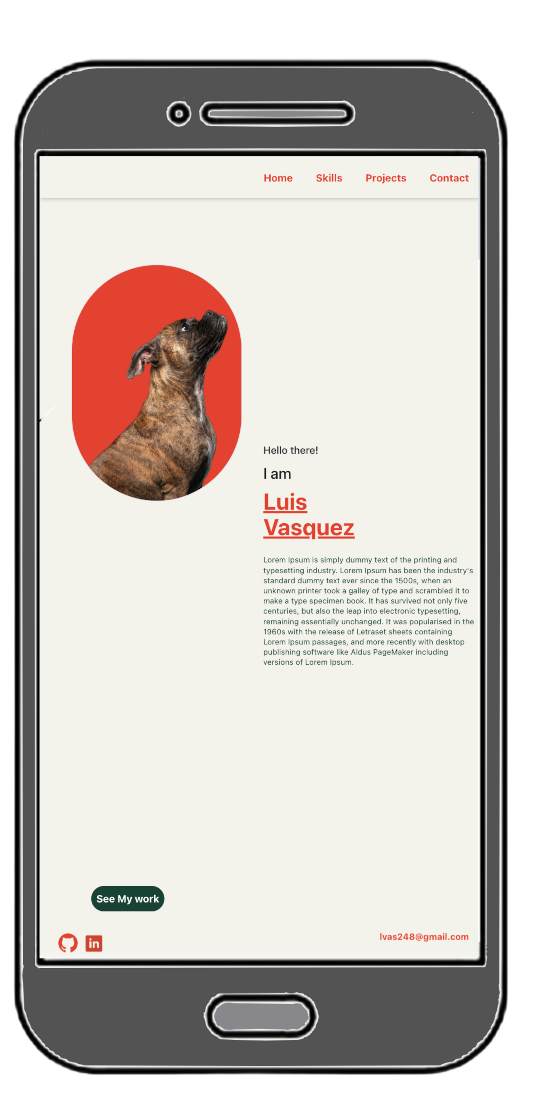 Home Skills Projects Contact
Hello there!
I am
Luis
Vasquez
Lorem Ipsum is simply dummy text of the printing and
typesetting industry. Lorem Ipsum has been the industry's
standard dummy text ever since the 1500s, when an
unknown printer took a galley of type and scrambled it to
make a type specimen book. It has survived not only five
centuries, but also the leap into electronic typesetting,
remaining essentially unchanged. It was popularised in the
1960s with the release of Letraset sheets containing
Lorem Ipsum passages, and more recently with desktop
publishing software like Aldus PageMaker including
versions of Lorem Ipsum.
See My work
in
lvas248@gmail.com